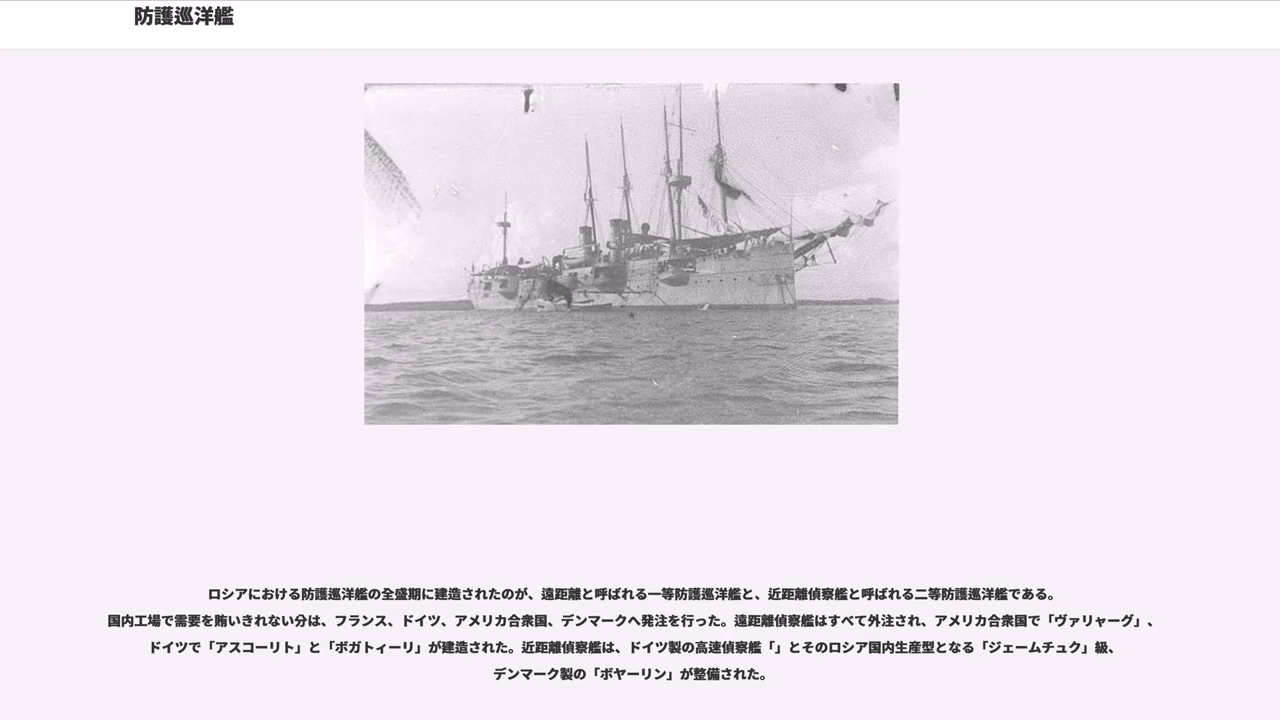 防護巡洋艦
ロシアにおける防護巡洋艦の全盛期に建造されたのが、遠距離と呼ばれる一等防護巡洋艦と、近距離偵察艦と呼ばれる二等防護巡洋艦である。
国内工場で需要を賄いきれない分は、フランス、ドイツ、アメリカ合衆国、デンマークへ発注を行った。遠距離偵察艦はすべて外注され、アメリカ合衆国で「ヴァリャーグ」、
ドイツで「アスコーリト」と「ボガトィーリ」が建造された。近距離偵察艦は、ドイツ製の高速偵察艦「」とそのロシア国内生産型となる「ジェームチュク」級、
デンマーク製の「ボヤーリン」が整備された。